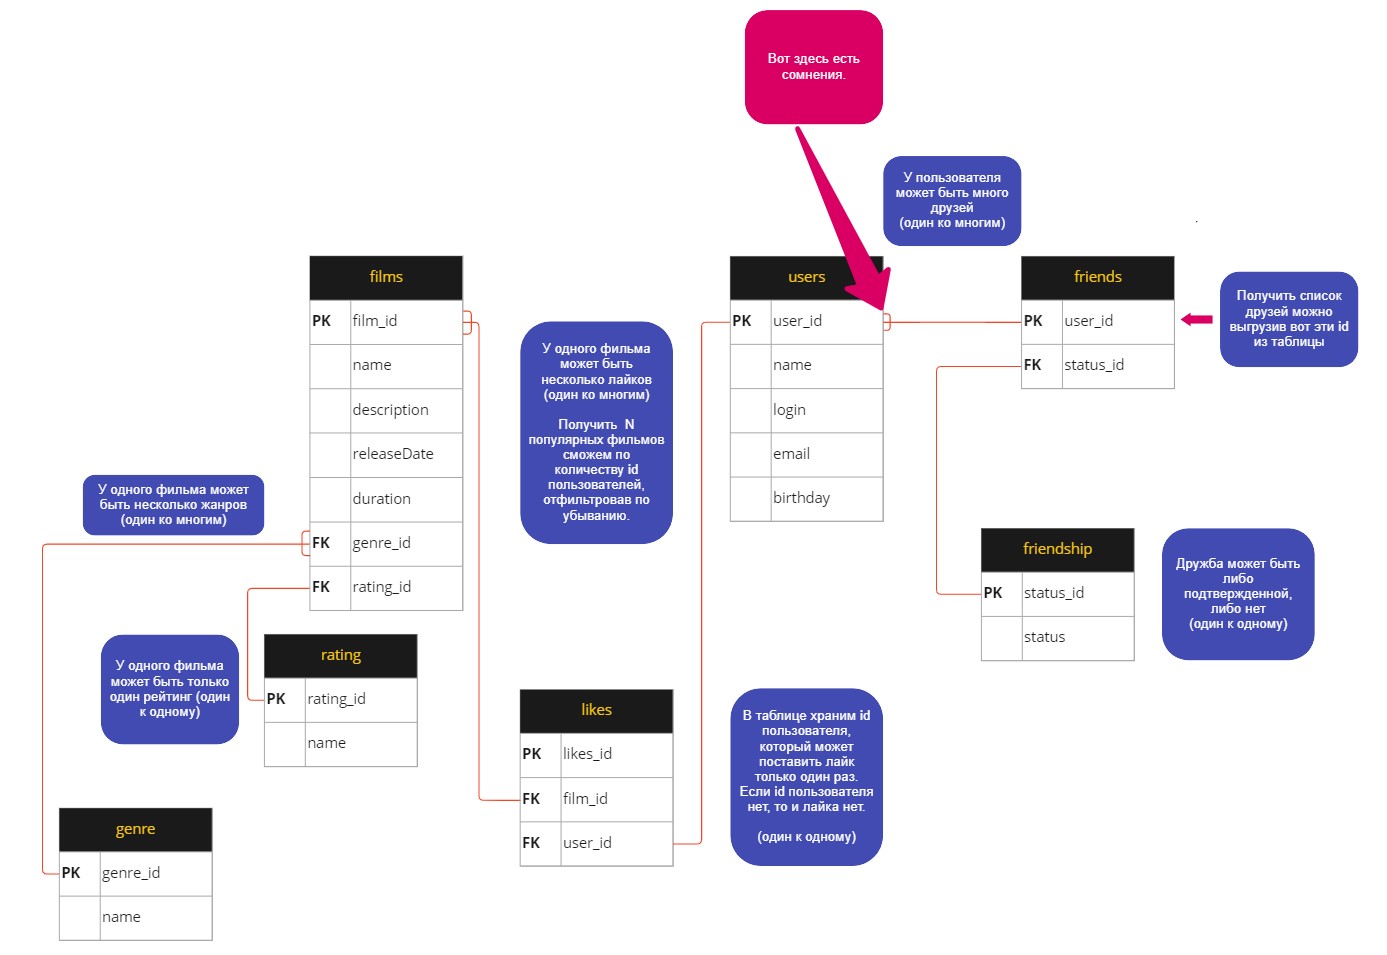 Вот здесь есть
сомнения.
У пользователя
может быть много
друзей
(один ко многим)
films
PK film_id
name
description
releaseDate
duration
FK genre_id
FK rating_id
У одного фильма
может быть
несколько лайков
(один ко многим)
Получить N
популярных фильмов
сможем по
количеству id
пользователей,
отфильтровав по
убыванию.
users
PK user_id
name
login
email
birthday
friends
PK user_id
FK status_id
Получить список
друзей можно
выгрузив вот эти id
из таблицы
У одного фильма может
быть несколько жанров
(один ко многим)
friendship
PK status_id
status
Дружба может быть
либо
подтвержденной,
либо нет
(один к одному)
У одного фильма
может быть только
один рейтинг (один
к одному)
rating
PK rating_id
name
likes
PK likes_id
FK film_id
FK user_id
В таблице храним id
пользователя,
который может
поставить лайк
только один раз.
Если id пользователя
нет, то и лайка нет.
(один к одному)
genre
PK genre_id
name